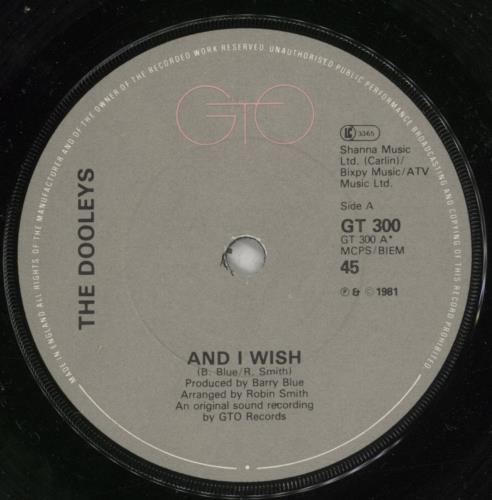 MADE IN ENGLAND ALL RIGHTS OF THE MANUFACTURER AND OF THE OWNER OF THE RECORDED WORK RESERVED. UNAUTHORISED PUBLIC PERFORMANCE BROADCASTING AND COPYING OF THIS RECORD PROHIBITED
GTO
LC 3365
Shanna Music
Ltd. (Carlin)/
Bixpy Music/ATV
Music Ltd.
Side A
GT 300
GT 300 A*
MCPS/BIEM
45
℗ & © 1981
THE DOOLEYS
AND I WISH
(B. Blue/R. Smith)
Produced by Barry Blue
Arranged by Robin Smith
An original sound recording
by GTO Records